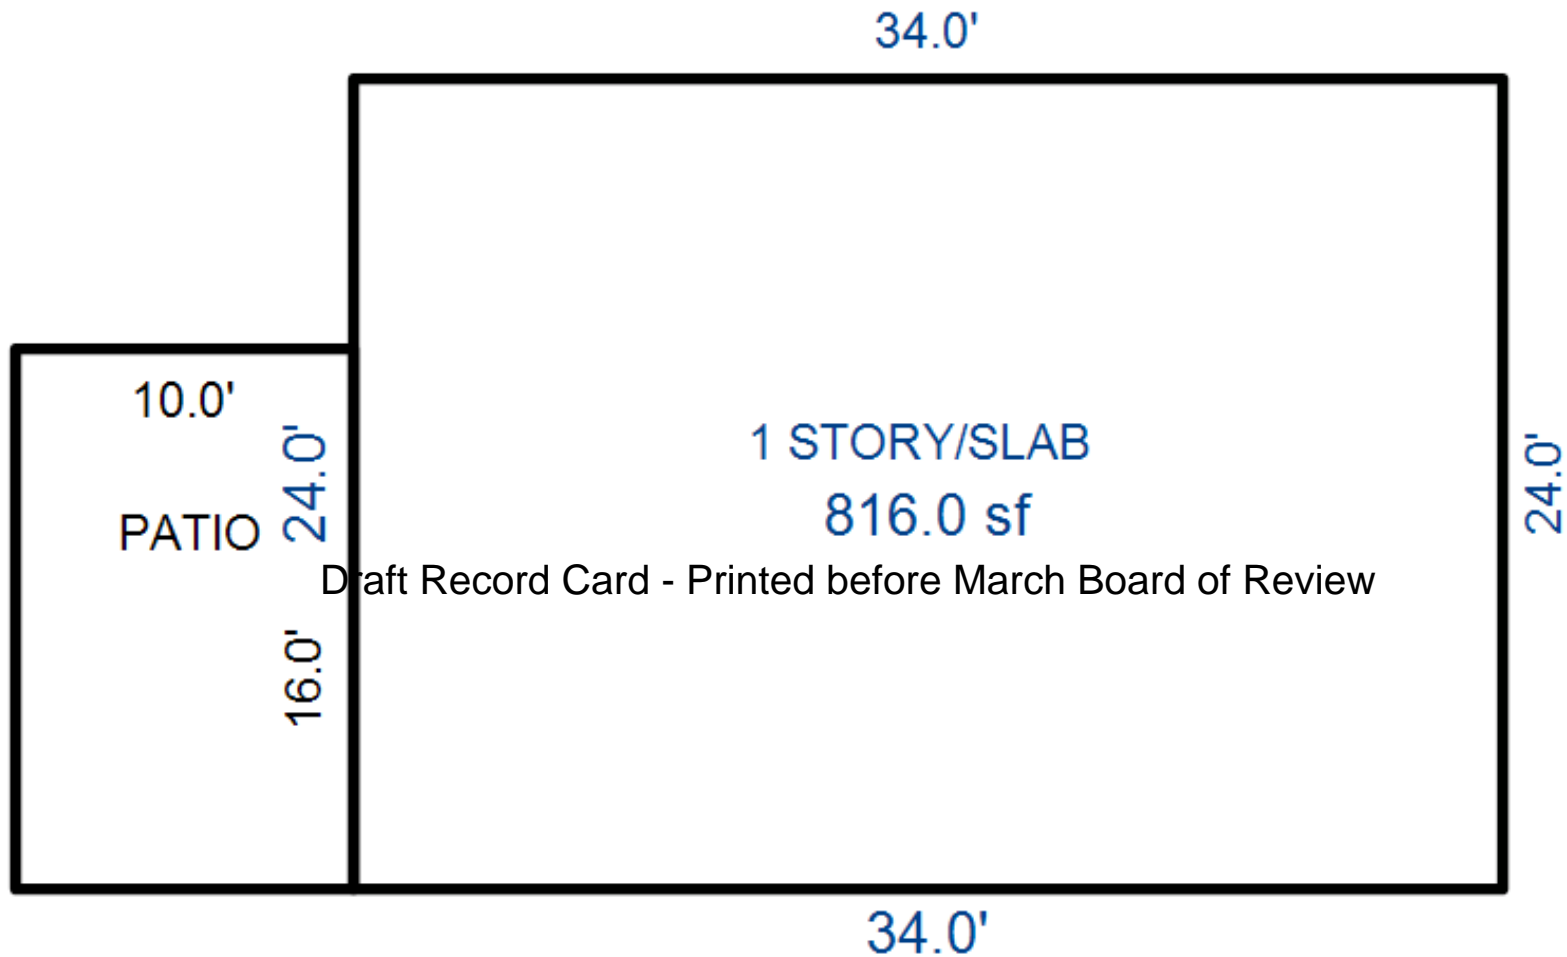 34.0'
10.0'
24.0'
1 STORY/SLAB
24.0'
816.0 sf
PATIO
Draft Record Card - Printed before March Board of Review
16.0'
34.0'